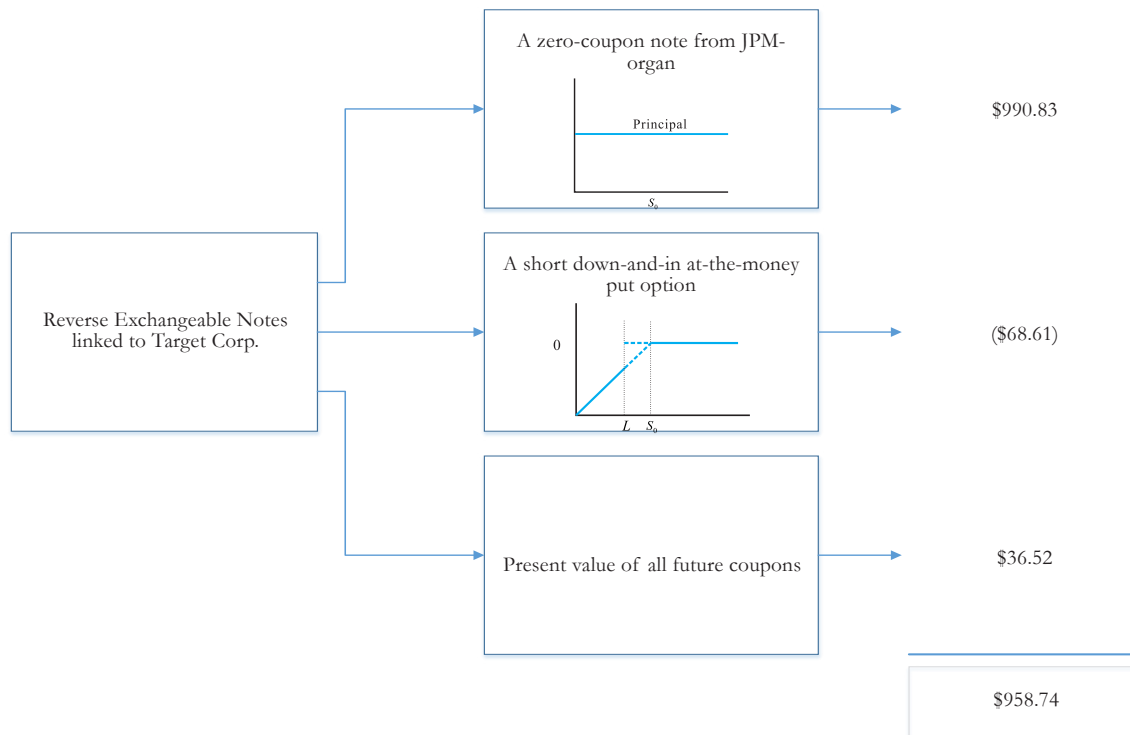 A zero-coupon note from JPM-
organ
Principal
S₀
$990.83
Reverse Exchangeable Notes
linked to Target Corp.
A short down-and-in at-the-money
put option
0
L S₀
($68.61)
Present value of all future coupons
$36.52
$958.74